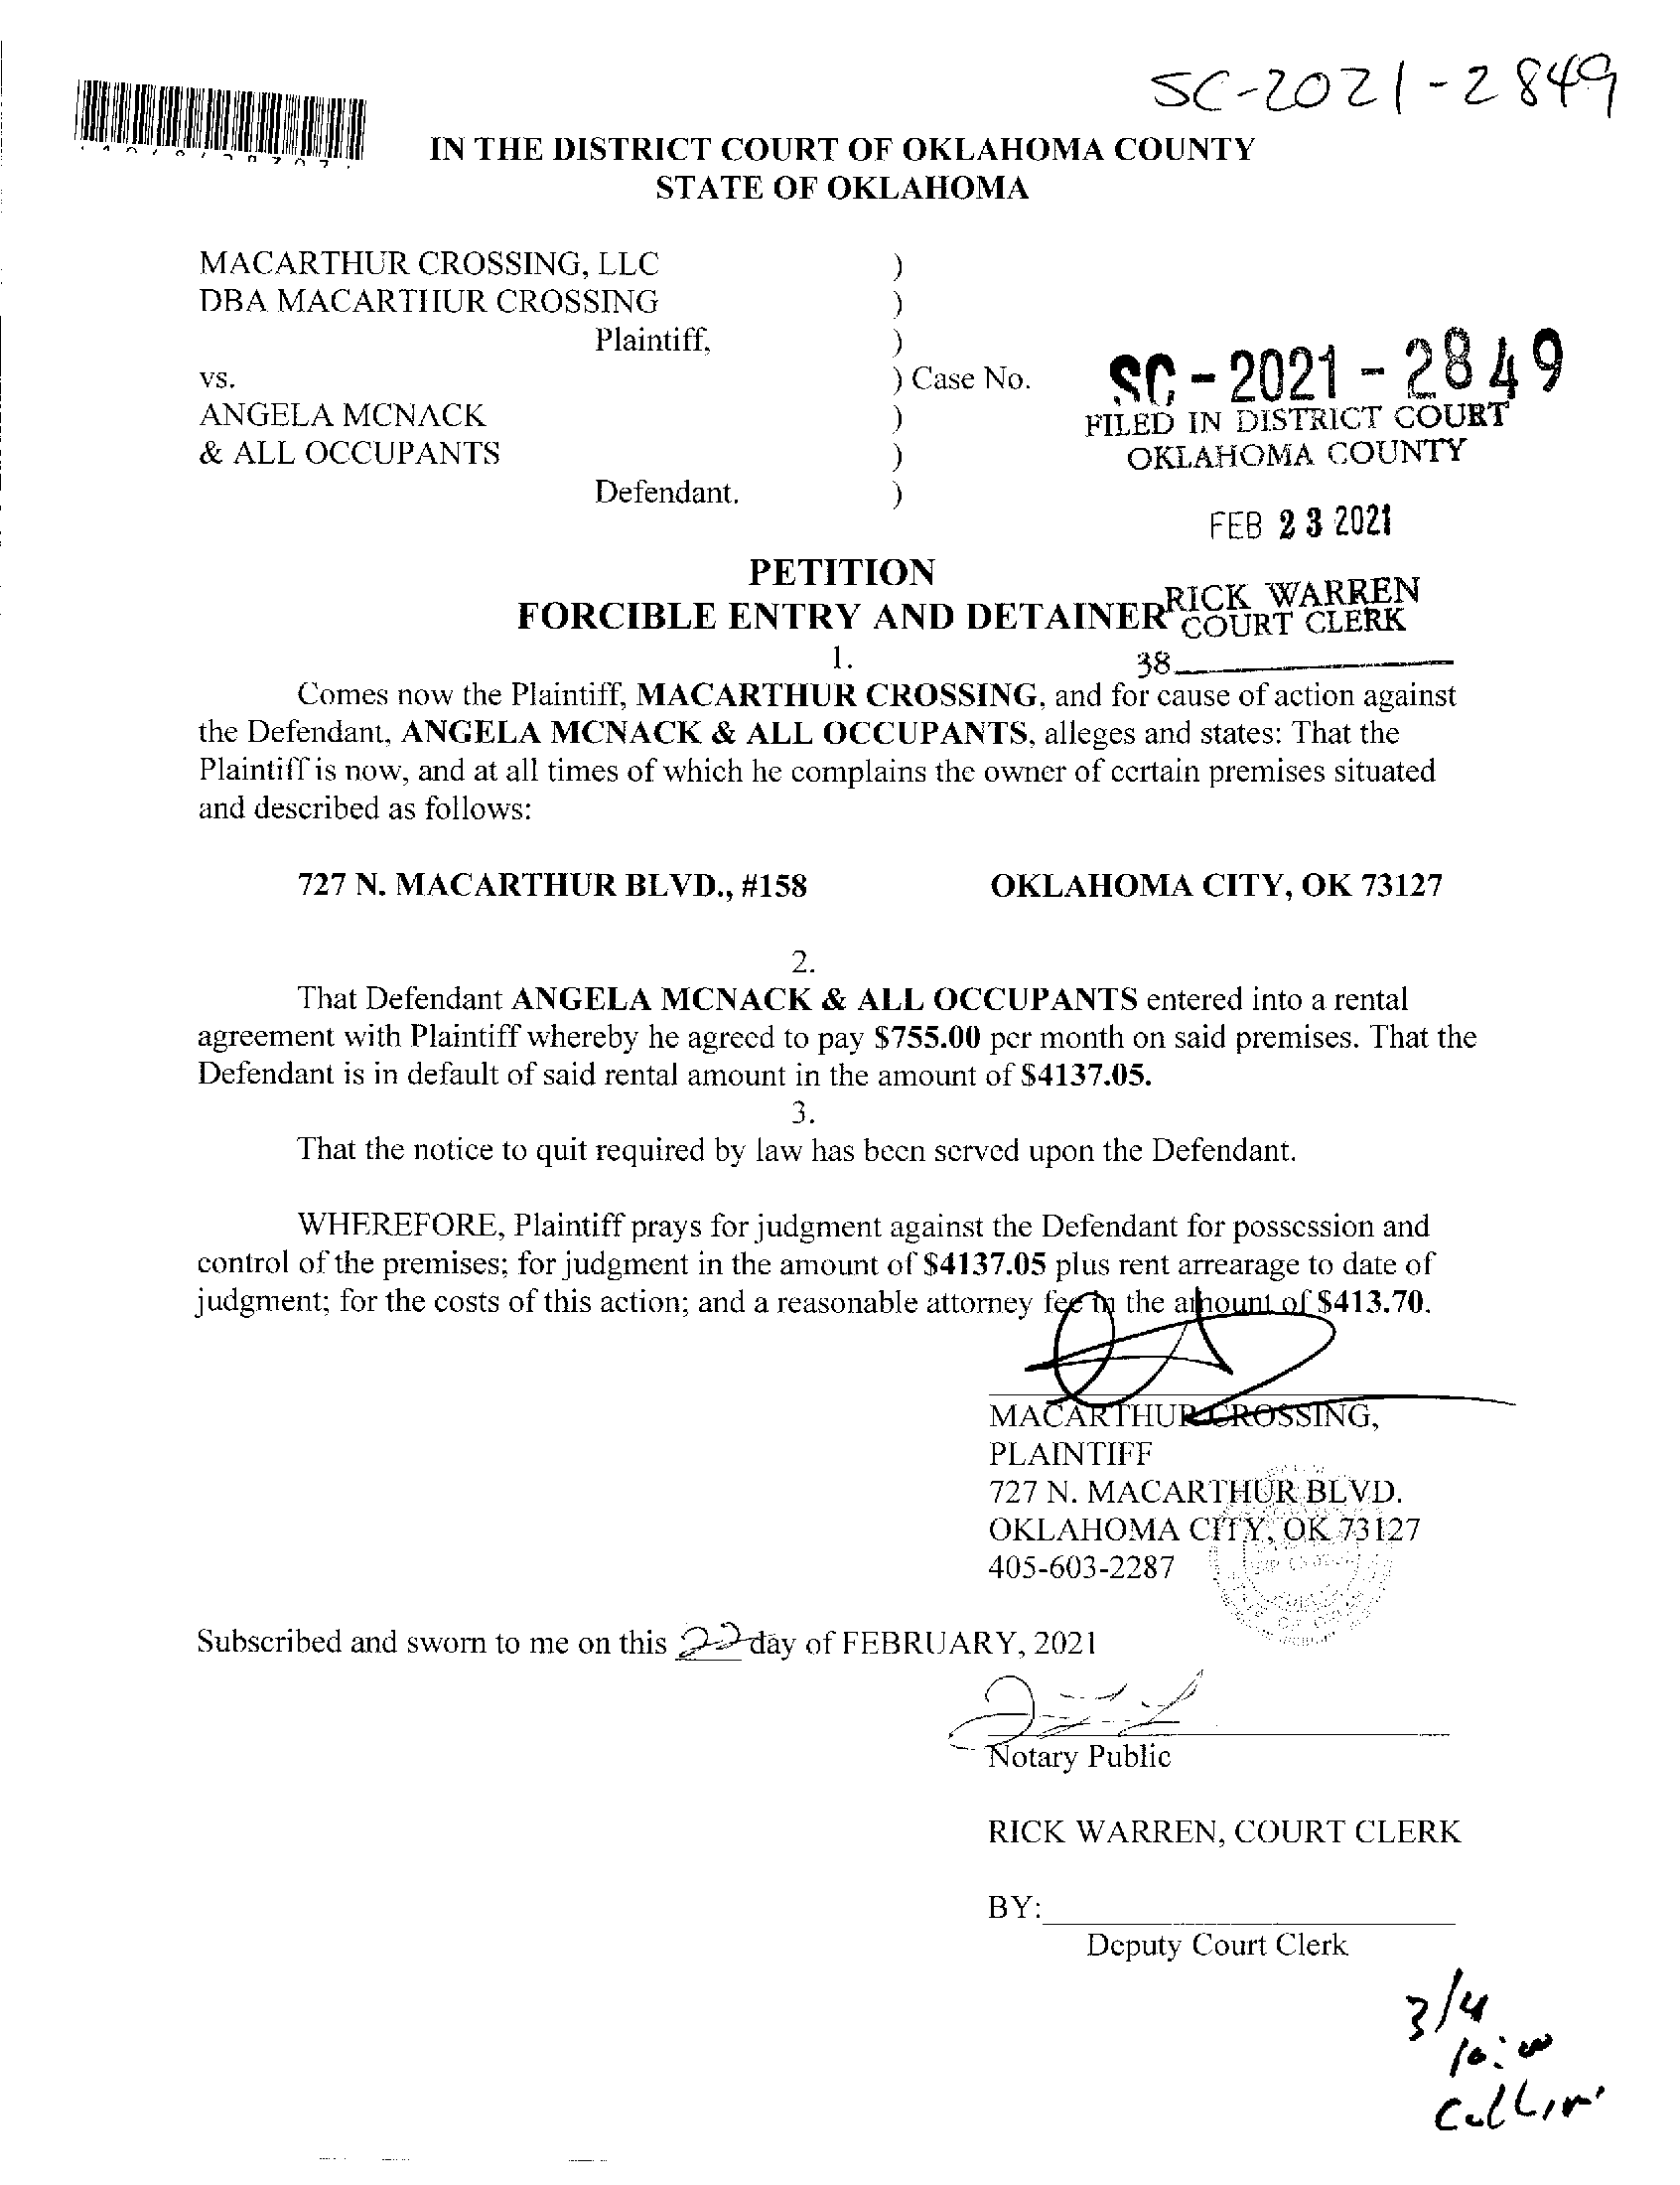 SC-2021-2849
IN THE DISTRICT COURT OF OKLAHOMA COUNTY
STATE OF OKLAHOMA
MACARTHUR CROSSING, LLC )
DBA MACARTHUR CROSSING )
Plaintiff, )
vs. ) Case No. SC-2021-2849
ANGELA MCNACK ) FILED IN DISTRICT COURT
& ALL OCCUPANTS ) OKLAHOMA COUNTY
Defendant. )
FEB 23 2021
PETITION
FORCIBLE ENTRY AND DETAINER
RICK WARREN
COURT CLERK
1.
38
Comes now the Plaintiff, MACARTHUR CROSSING, and for cause of action against
the Defendant, ANGELA MCNACK & ALL OCCUPANTS, alleges and states: That the
Plaintiff is now, and at all times of which he complains the owner of certain premises situated
and described as follows:
727 N. MACARTHUR BLVD., #158 OKLAHOMA CITY, OK 73127
2.
That Defendant ANGELA MCNACK & ALL OCCUPANTS entered into a rental
agreement with Plaintiff whereby he agreed to pay $755.00 per month on said premises. That the
Defendant is in default of said rental amount in the amount of $4137.05.
3.
That the notice to quit required by law has been served upon the Defendant.
WHEREFORE, Plaintiff prays for judgment against the Defendant for possession and
control of the premises; for judgment in the amount of $4137.05 plus rent arrearage to date of
judgment; for the costs of this action; and a reasonable attorney fee in the amount of $413.70.
MACARTHUR CROSSING,
PLAINTIFF
727 N. MACARTHUR BLVD.
OKLAHOMA CITY, OK 73127
405-603-2287
Subscribed and sworn to me on this 22 day of FEBRUARY, 2021
Notary Public
RICK WARREN, COURT CLERK
BY:
Deputy Court Clerk
3/4
10:00